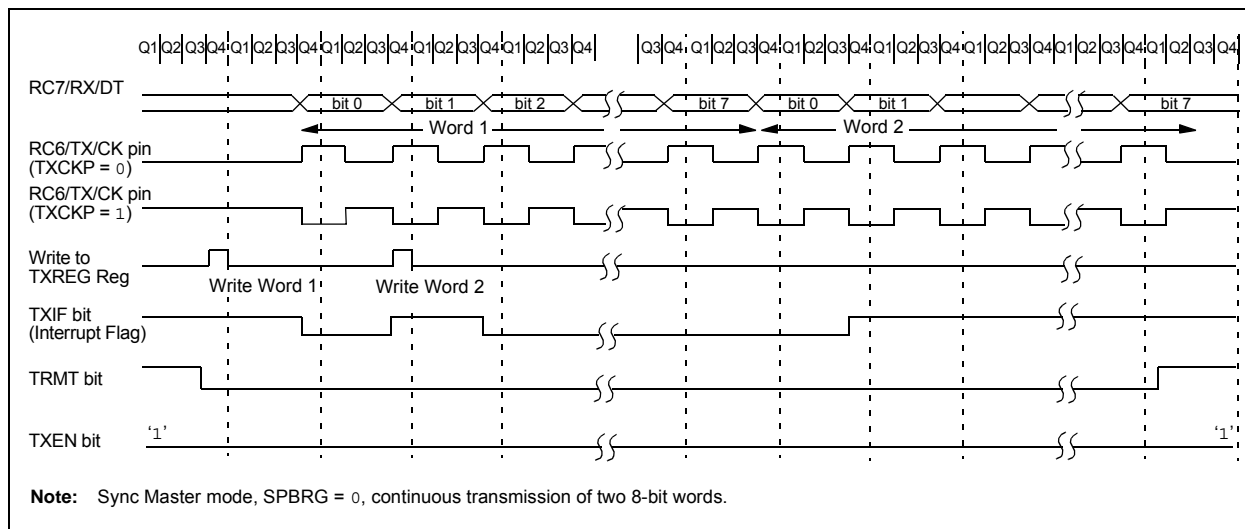 Q1 Q2 Q3 Q4 Q1 Q2 Q3 Q4 Q1 Q2 Q3 Q4 Q1 Q2 Q3 Q4 Q1 Q2 Q3 Q4 Q3 Q4 Q1 Q2 Q3 Q4 Q1 Q2 Q3 Q4 Q1 Q2 Q3 Q4 Q1 Q2 Q3 Q4 Q1 Q2 Q3 Q4 Q1 Q2 Q3 Q4
RC7/RX/DT
bit 0 bit 1 bit 2 bit 7 bit 0 bit 1 bit 7
Word 1 Word 2
RC6/TX/CK pin
(TXCKP = 0)
RC6/TX/CK pin
(TXCKP = 1)
Write to
TXREG Reg
Write Word 1 Write Word 2
TXIF bit
(Interrupt Flag)
TRMT bit
TXEN bit
‘1’ ‘1’
Note: Sync Master mode, SPBRG = 0, continuous transmission of two 8-bit words.